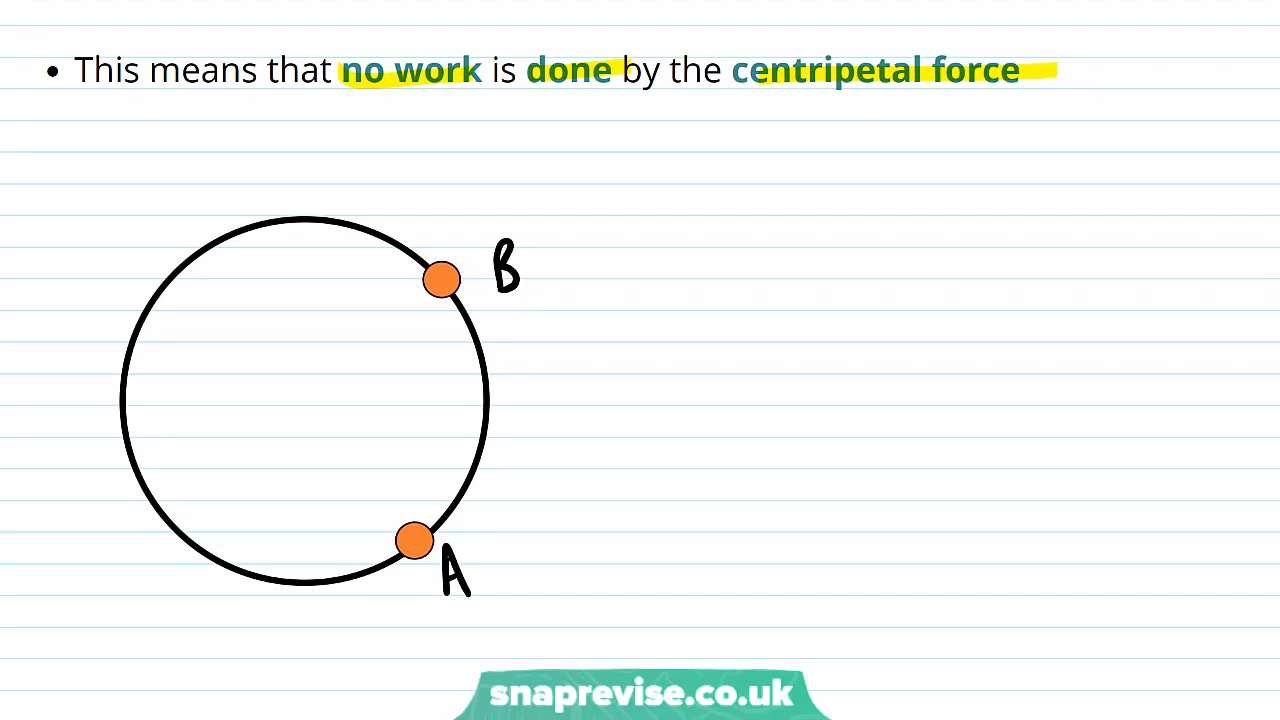 • This means that no work is done by the centripetal force
B
A
snaprevise.co.uk